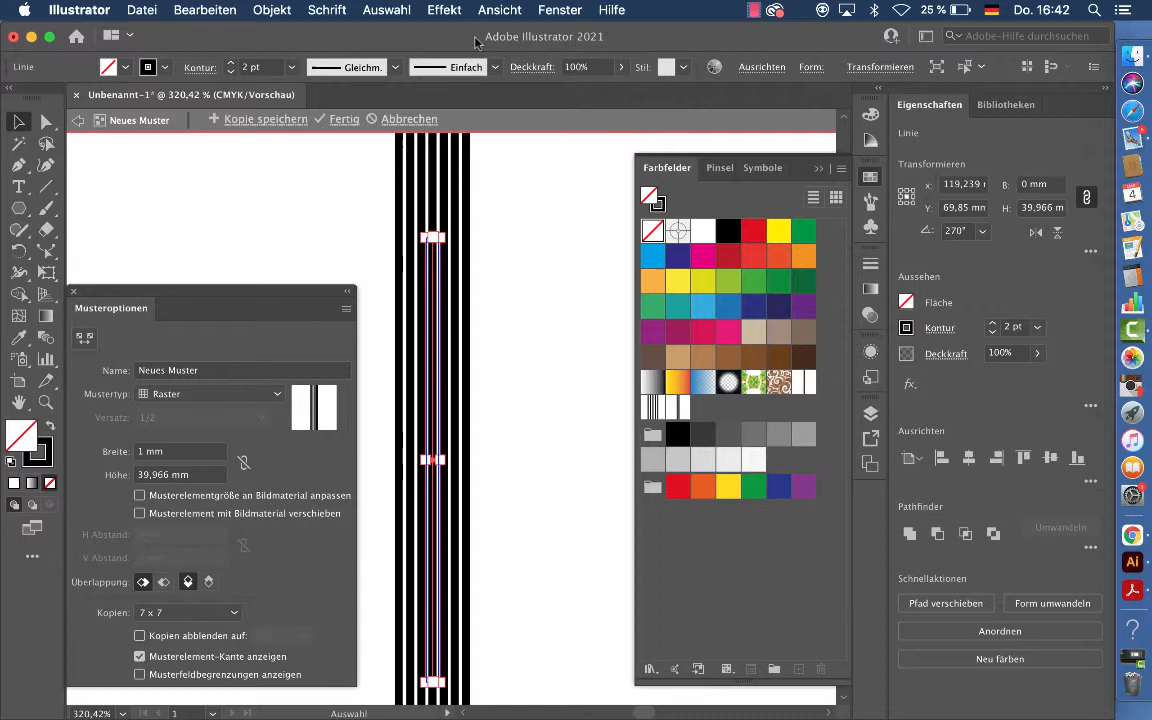 Illustrator Datei Bearbeiten Objekt Schrift Auswahl Effekt Ansicht Fenster Hilfe 25 % Do. 16:42
Adobe Illustrator 2021 Adobe-Hilfe durchsuchen
Linie Kontur: 2 pt Gleichm. Einfach Deckkraft: 100% Stil: Ausrichten Form: Transformieren
× Unbenannt-1* @ 320,42 % (CMYK/Vorschau)
Neues Muster + Kopie speichern Fertig Abbrechen
Eigenschaften Bibliotheken
Linie
Transformieren
X: 119,239 B: 0 mm
Y: 69,85 mm H: 39,966 m
270°
Aussehen
Fläche
Kontur 2 pt
Deckkraft 100%
fx.
Ausrichten
Pathfinder
Umwandeln
Schnellaktionen
Pfad verschieben Form umwandeln
Anordnen
Neu färben
Farbfelder Pinsel Symbole
Musteroptionen
Name: Neues Muster
Mustertyp: Raster
Versatz: 1/2
Breite: 1 mm
Höhe: 39,966 mm
Musterelementgröße an Bildmaterial anpassen
Musterelement mit Bildmaterial verschieben
H Abstand:
V Abstand:
Überlappung:
Kopien: 7 x 7
Kopien abblenden auf:
Musterelement-Kante anzeigen
Musterfeldbegrenzungen anzeigen
320,42% 1 Auswahl